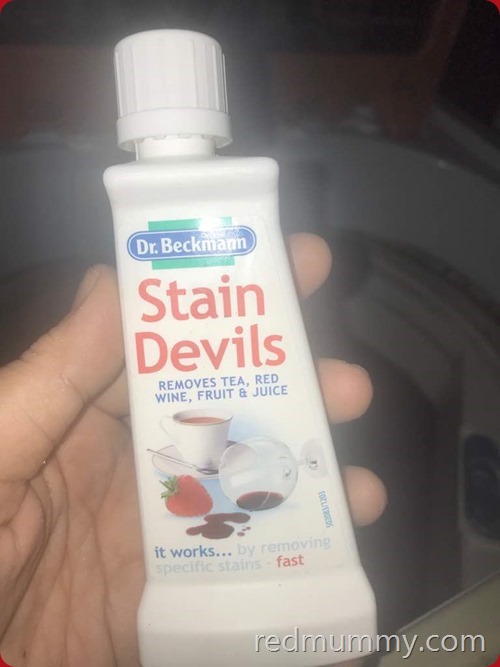 Dr. Beckmann
Stain
Devils
REMOVES TEA, RED
WINE, FRUIT & JUICE
it works... by removing
specific stains - fast
redmummy.com